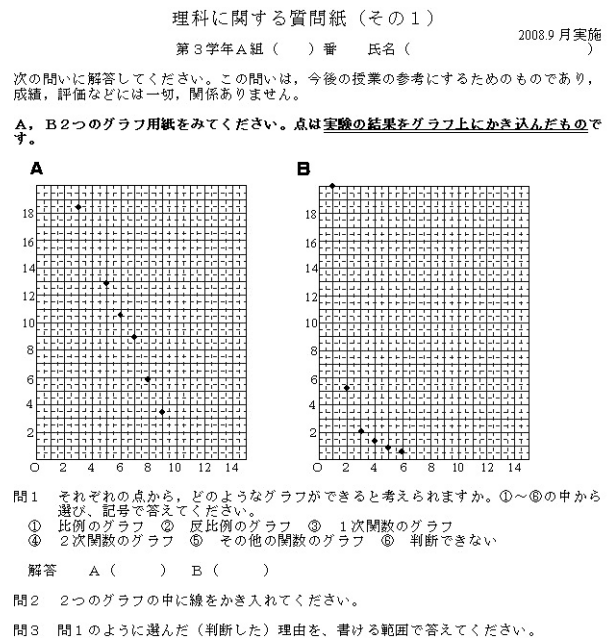 理科に関する質問紙（その１）
2008.9 月実施
第３学年Ａ組（　　）番　　氏名（　　　　　　　　　　　　）
次の問いに解答してください。この問いは，今後の授業の参考にするためのものであり，
成績，評価などには一切，関係ありません。
Ａ，Ｂ２つのグラフ用紙をみてください。点は実験の結果をグラフ上にかき込んだもので
す。
A
B
18
16
14
12
10
8
6
4
2
O 2 4 6 8 10 12 14
18
16
14
12
10
8
6
4
2
O 2 4 6 8 10 12 14
問１　それぞれの点から，どのようなグラフができると考えられますか。①～⑥の中から
選び、記号で答えてください。
①　比例のグラフ　②　反比例のグラフ　③　１次関数のグラフ
④　２次関数のグラフ　⑤　その他の関数のグラフ　⑥　判断できない
解答　　Ａ（　　　）　Ｂ（　　　）
問２　２つのグラフの中に線をかき入れてください。
問３　問１のように選んだ（判断した）理由を、書ける範囲で答えてください。